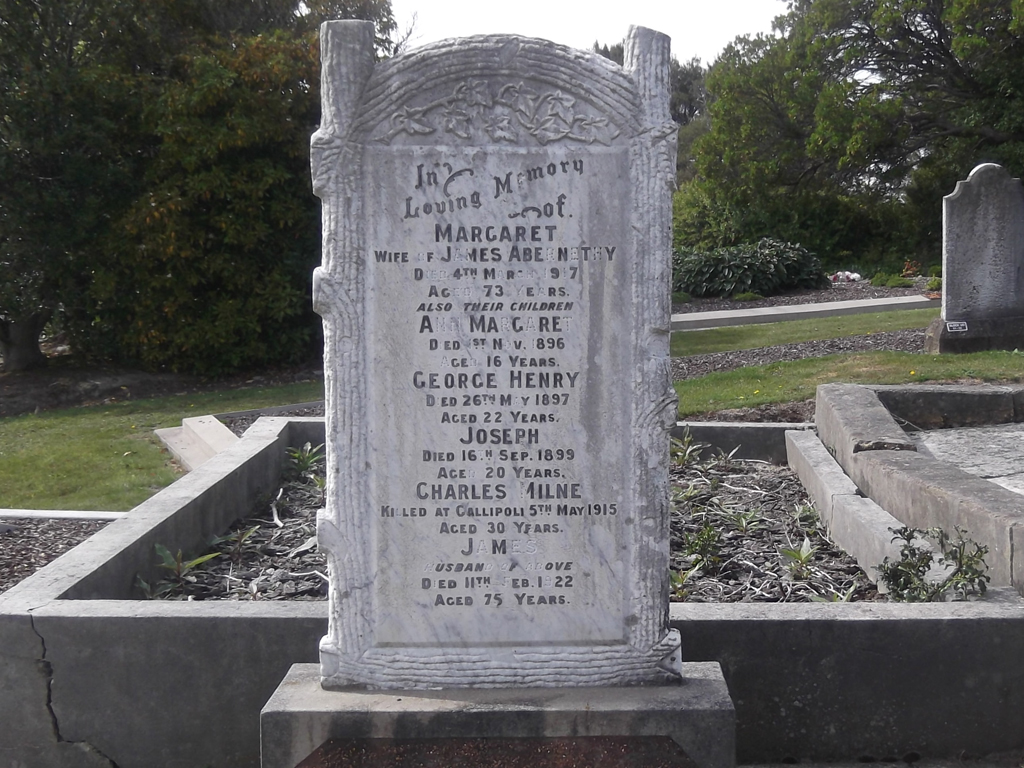 In Memory
Loving of.
MARGARET
WIFE OF JAMES ABERNETHY
DIED 4TH MARCH 1917
AGED 73 YEARS.
ALSO THEIR CHILDREN
ANN MARGARET
DIED 1ST NOV. 1896
AGED 16 YEARS.
GEORGE HENRY
DIED 26TH MAY 1897
AGED 22 YEARS.
JOSEPH
DIED 16TH SEP. 1899
AGED 20 YEARS.
CHARLES MILNE
KILLED AT GALLIPOLI 5TH MAY 1915
AGED 30 YEARS.
JAMES
HUSBAND OF ABOVE
DIED 11TH FEB. 1922
AGED 75 YEARS.